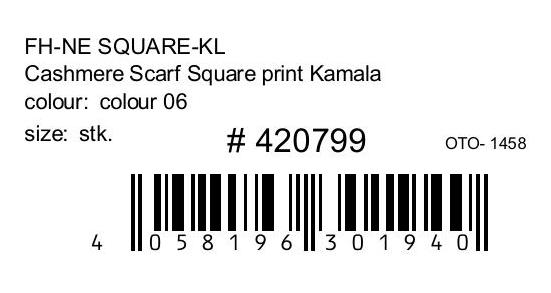 FH-NE SQUARE-KL
Cashmere Scarf Square print Kamala
colour:  colour 06
size:  stk.
# 420799
OTO- 1458
4 058196 301940